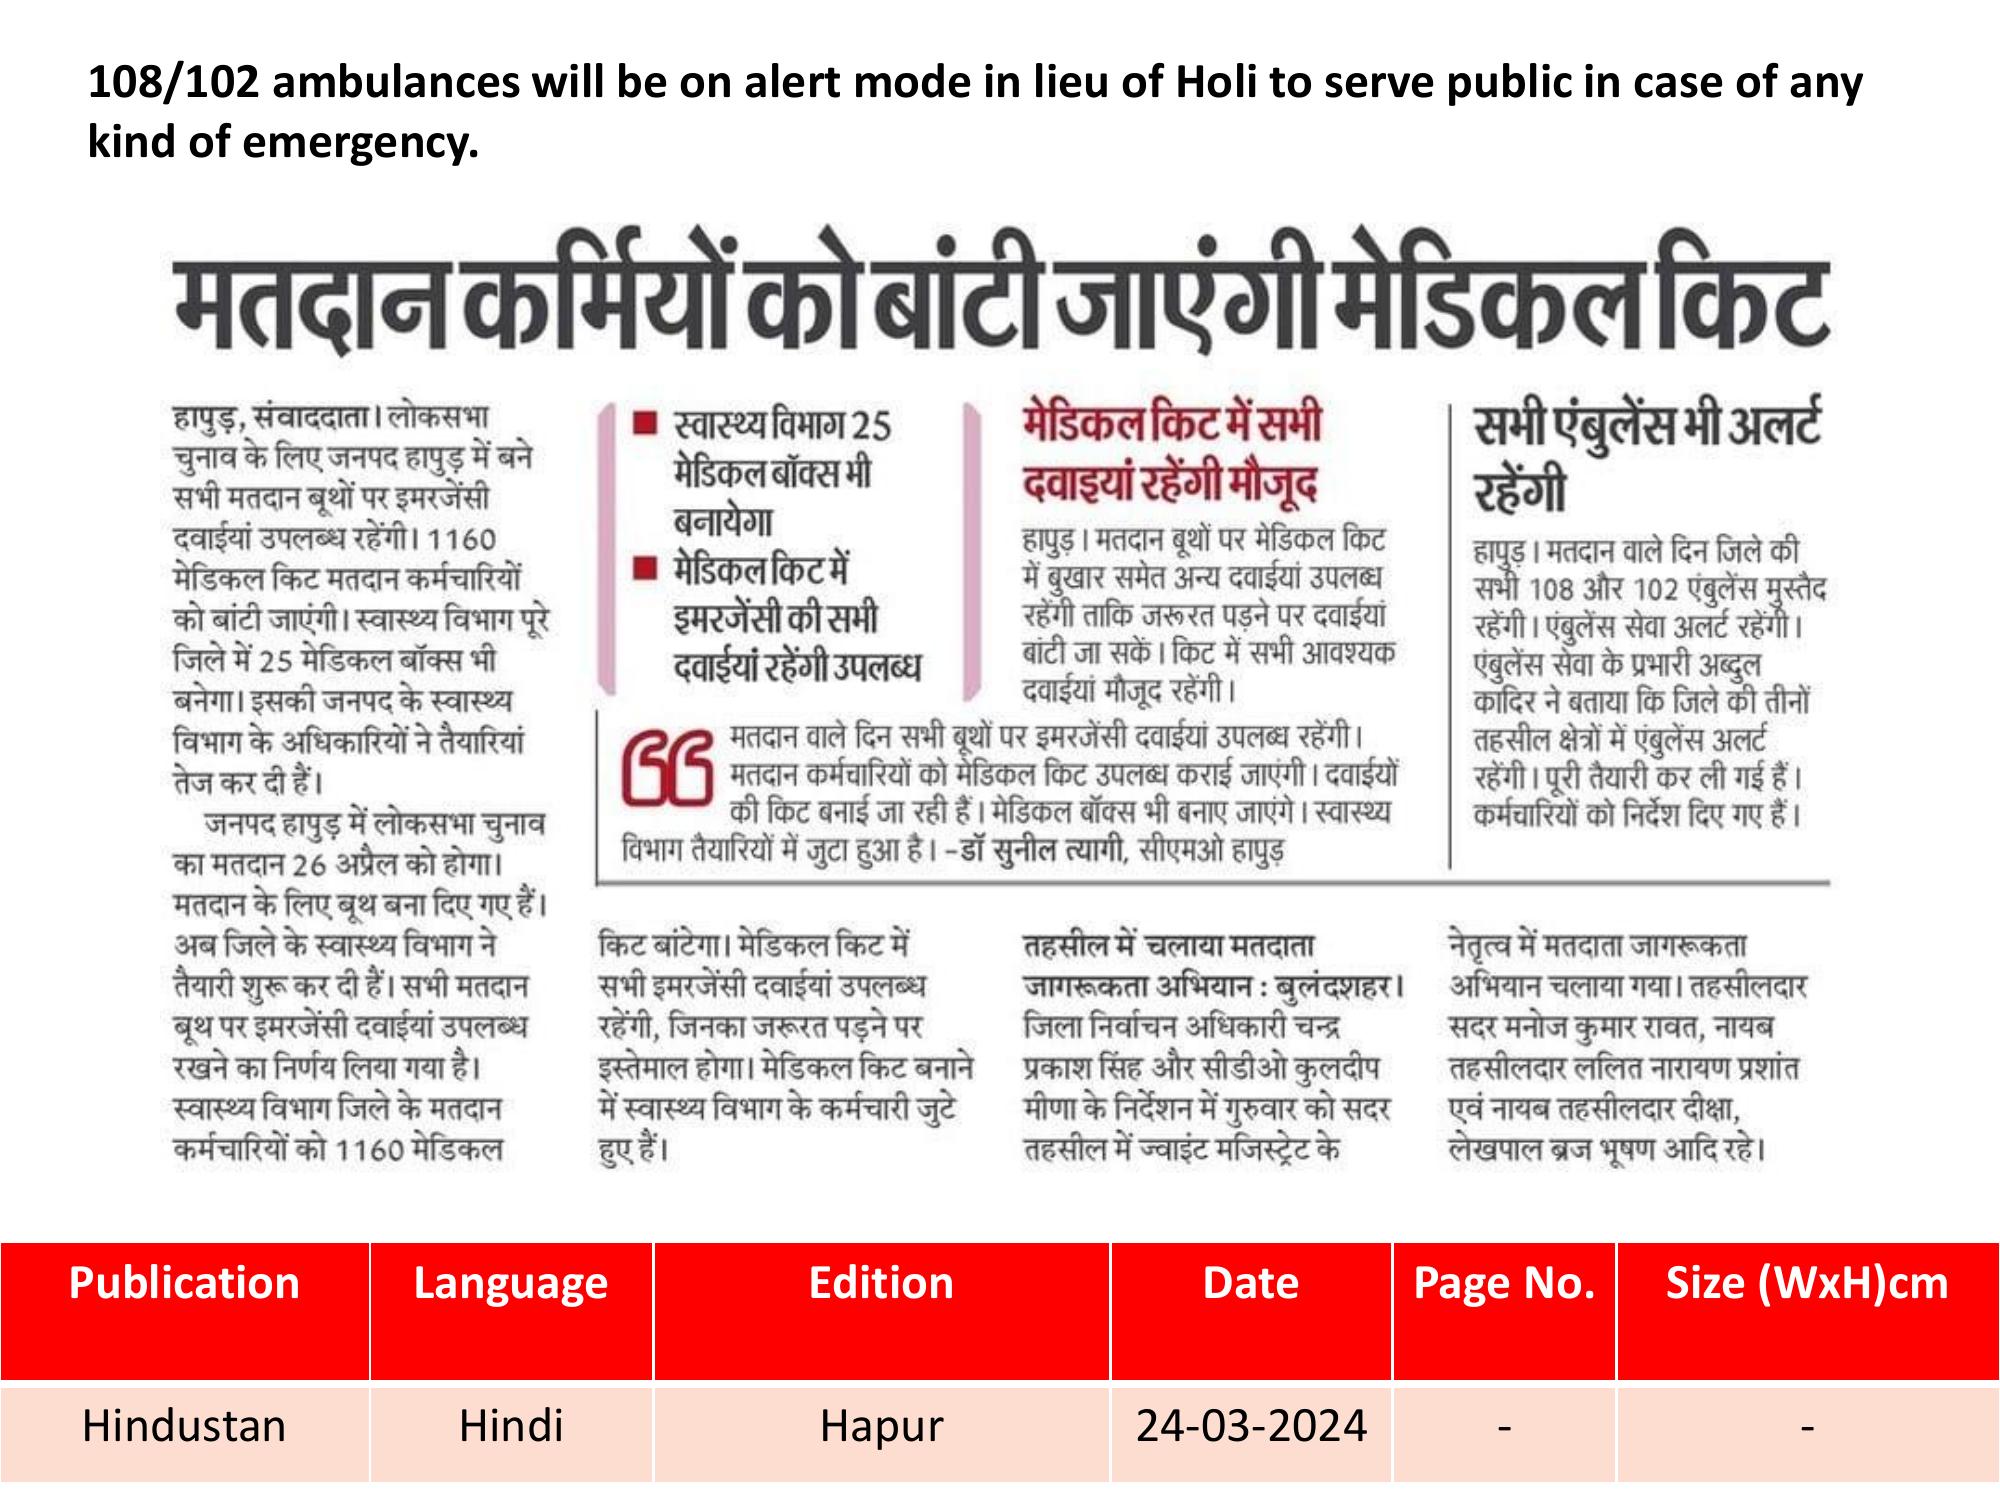 108/102 ambulances will be on alert mode in lieu of Holi to serve public in case of any
kind of emergency.
मतदान कर्मियों को बांटी जाएंगी मेडिकल किट
हापुड़, संवाददाता। लोकसभा
चुनाव के लिए जनपद हापुड़ में बने
सभी मतदान बूथों पर इमरजेंसी
दवाईयां उपलब्ध रहेंगी। 1160
मेडिकल किट मतदान कर्मचारियों
को बांटी जाएंगी। स्वास्थ्य विभाग पूरे
जिले में 25 मेडिकल बॉक्स भी
बनेगा। इसकी जनपद के स्वास्थ्य
विभाग के अधिकारियों ने तैयारियां
तेज कर दी हैं।
जनपद हापुड़ में लोकसभा चुनाव
का मतदान 26 अप्रैल को होगा।
मतदान के लिए बूथ बना दिए गए हैं।
अब जिले के स्वास्थ्य विभाग ने
तैयारी शुरू कर दी हैं। सभी मतदान
बूथ पर इमरजेंसी दवाईयां उपलब्ध
रखने का निर्णय लिया गया है।
स्वास्थ्य विभाग जिले के मतदान
कर्मचारियों को 1160 मेडिकल
■ स्वास्थ्य विभाग 25
मेडिकल बॉक्स भी
बनायेगा
■ मेडिकल किट में
इमरजेंसी की सभी
दवाईयां रहेंगी उपलब्ध
मेडिकल किट में सभी
दवाइयां रहेंगी मौजूद
हापुड़। मतदान बूथों पर मेडिकल किट
में बुखार समेत अन्य दवाईयां उपलब्ध
रहेंगी ताकि जरूरत पड़ने पर दवाईयां
बांटी जा सकें। किट में सभी आवश्यक
दवाईयां मौजूद रहेंगी।
मतदान वाले दिन सभी बूथों पर इमरजेंसी दवाईयां उपलब्ध रहेंगी।
मतदान कर्मचारियों को मेडिकल किट उपलब्ध कराई जाएंगी। दवाईयों
की किट बनाई जा रही हैं। मेडिकल बॉक्स भी बनाए जाएंगे। स्वास्थ्य
विभाग तैयारियों में जुटा हुआ है। -डॉ सुनील त्यागी, सीएमओ हापुड़
सभी एंबुलेंस भी अलर्ट
रहेंगी
हापुड़। मतदान वाले दिन जिले की
सभी 108 और 102 एंबुलेंस मुस्तैद
रहेंगी। एंबुलेंस सेवा अलर्ट रहेंगी।
एंबुलेंस सेवा के प्रभारी अब्दुल
कादिर ने बताया कि जिले की तीनों
तहसील क्षेत्रों में एंबुलेंस अलर्ट
रहेंगी। पूरी तैयारी कर ली गई हैं।
कर्मचारियों को निर्देश दिए गए हैं।
किट बांटेगा। मेडिकल किट में
सभी इमरजेंसी दवाईयां उपलब्ध
रहेंगी, जिनका जरूरत पड़ने पर
इस्तेमाल होगा। मेडिकल किट बनाने
में स्वास्थ्य विभाग के कर्मचारी जुटे
हुए हैं।
तहसील में चलाया मतदाता
जागरूकता अभियान : बुलंदशहर।
जिला निर्वाचन अधिकारी चन्द्र
प्रकाश सिंह और सीडीओ कुलदीप
मीणा के निर्देशन में गुरुवार को सदर
तहसील में ज्वाइंट मजिस्ट्रेट के
नेतृत्व में मतदाता जागरूकता
अभियान चलाया गया। तहसीलदार
सदर मनोज कुमार रावत, नायब
तहसीलदार ललित नारायण प्रशांत
एवं नायब तहसीलदार दीक्षा,
लेखपाल ब्रज भूषण आदि रहे।
Publication Language Edition Date Page No. Size (WxH)cm
Hindustan Hindi Hapur 24-03-2024 - -